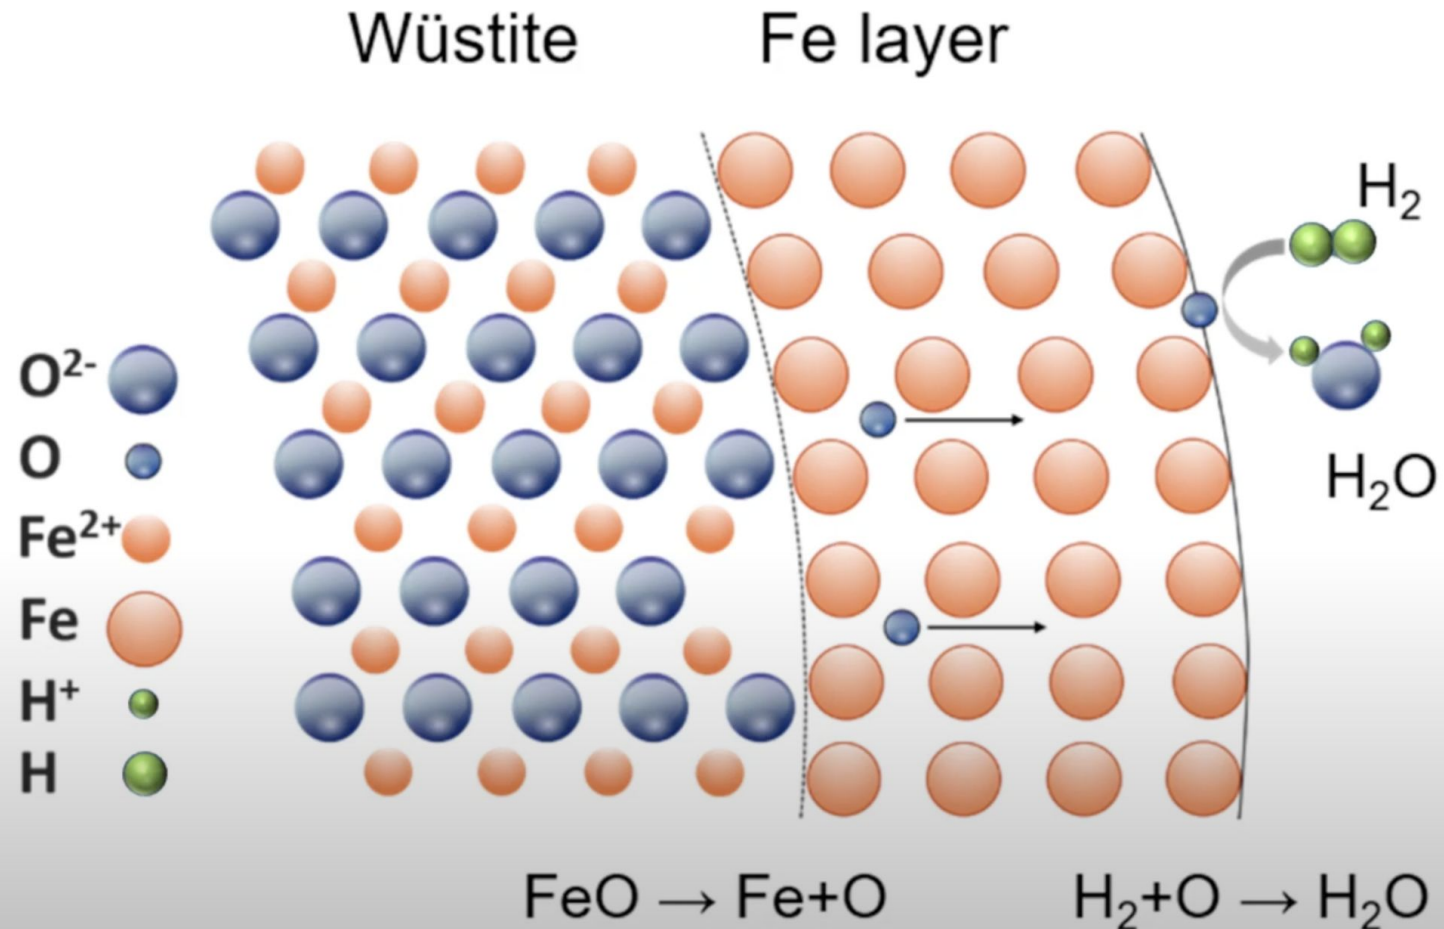 Wüstite
Fe layer
H₂
O²⁻
O
Fe²⁺
Fe
H⁺
H
H₂O
FeO → Fe+O
H₂+O → H₂O